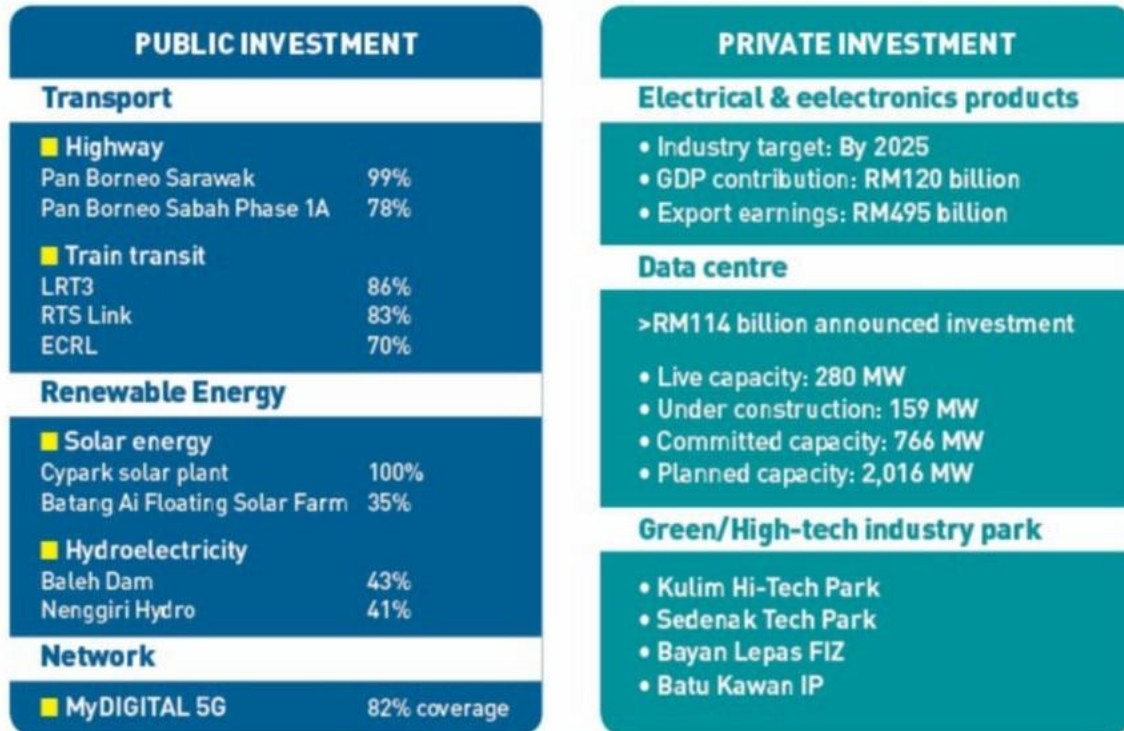 PUBLIC INVESTMENT
Transport
Highway
Pan Borneo Sarawak 99%
Pan Borneo Sabah Phase 1A 78%
Train transit
LRT3 86%
RTS Link 83%
ECRL 70%
Renewable Energy
Solar energy
Cypark solar plant 100%
Batang Ai Floating Solar Farm 35%
Hydroelectricity
Baleh Dam 43%
Nenggiri Hydro 41%
Network
MyDIGITAL 5G 82% coverage
PRIVATE INVESTMENT
Electrical & eelectronics products
• Industry target: By 2025
• GDP contribution: RM120 billion
• Export earnings: RM495 billion
Data centre
>RM114 billion announced investment
• Live capacity: 280 MW
• Under construction: 159 MW
• Committed capacity: 766 MW
• Planned capacity: 2,016 MW
Green/High-tech industry park
• Kulim Hi-Tech Park
• Sedenak Tech Park
• Bayan Lepas FIZ
• Batu Kawan IP